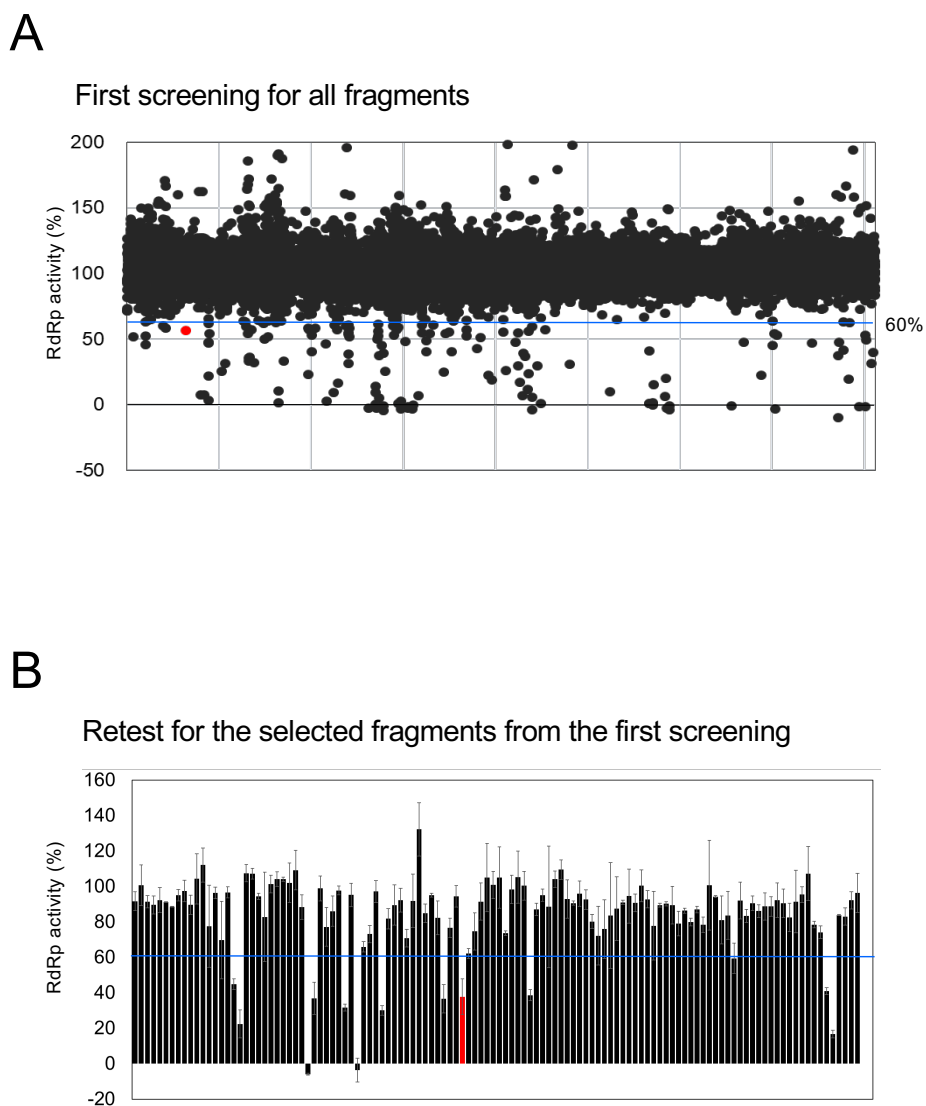 A
First screening for all fragments
200
150
100
50
0
-50
RdRp activity (%)
60%
B
Retest for the selected fragments from the first screening
160
140
120
100
80
60
40
20
0
-20
RdRp activity (%)